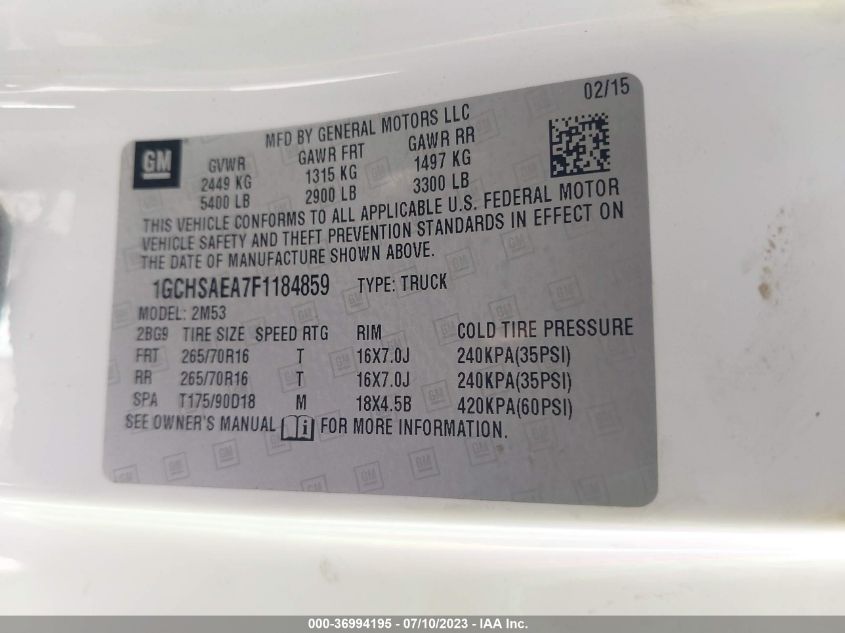 02/15
MFD BY GENERAL MOTORS LLC
GM
GVWR GAWR FRT GAWR RR
2449 KG 1315 KG 1497 KG
5400 LB 2900 LB 3300 LB
THIS VEHICLE CONFORMS TO ALL APPLICABLE U.S. FEDERAL MOTOR
VEHICLE SAFETY AND THEFT PREVENTION STANDARDS IN EFFECT ON
THE DATE OF MANUFACTURE SHOWN ABOVE.
1GCHSAEA7F1184859 TYPE: TRUCK
MODEL: 2M53
2BG9 TIRE SIZE SPEED RTG RIM COLD TIRE PRESSURE
FRT 265/70R16 T 16X7.0J 240KPA(35PSI)
RR 265/70R16 T 16X7.0J 240KPA(35PSI)
SPA T175/90D18 M 18X4.5B 420KPA(60PSI)
SEE OWNER'S MANUAL i FOR MORE INFORMATION.
000-36994195 - 07/10/2023 - IAA Inc.